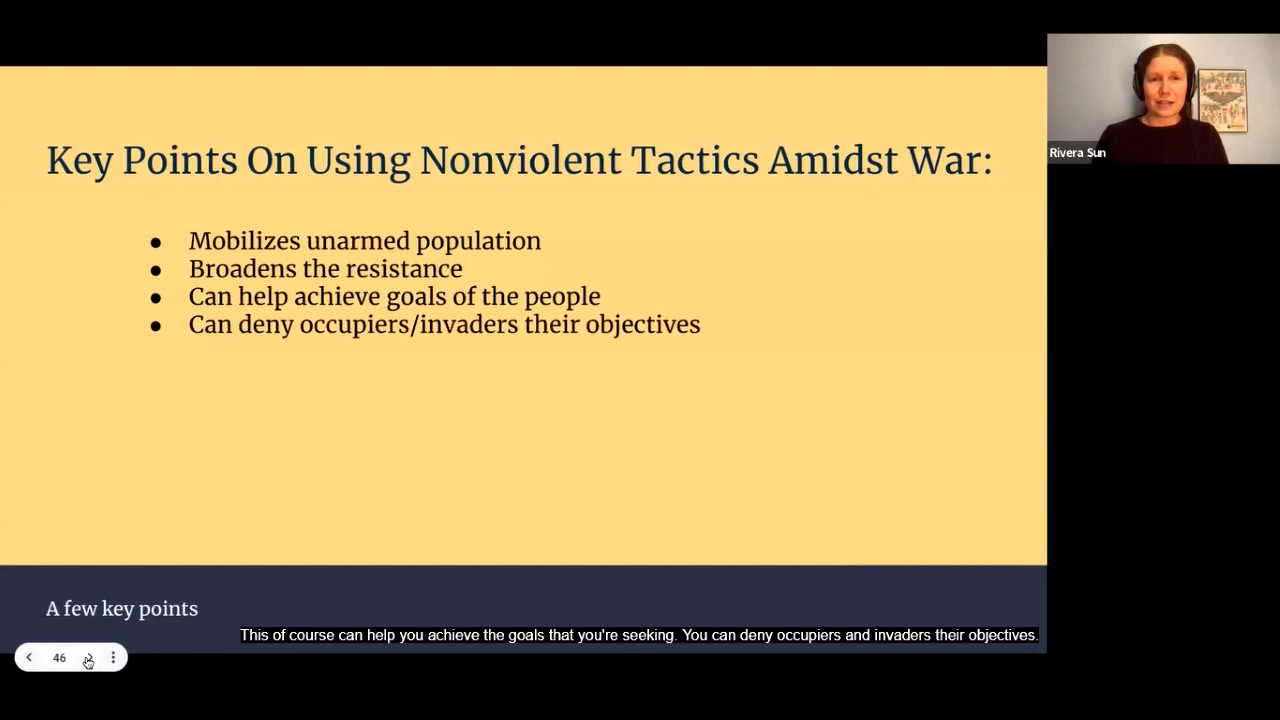 Key Points On Using Nonviolent Tactics Amidst War:
● Mobilizes unarmed population
● Broadens the resistance
● Can help achieve goals of the people
● Can deny occupiers/invaders their objectives
Rivera Sun
A few key points
This of course can help you achieve the goals that you're seeking. You can deny occupiers and invaders their objectives.
46